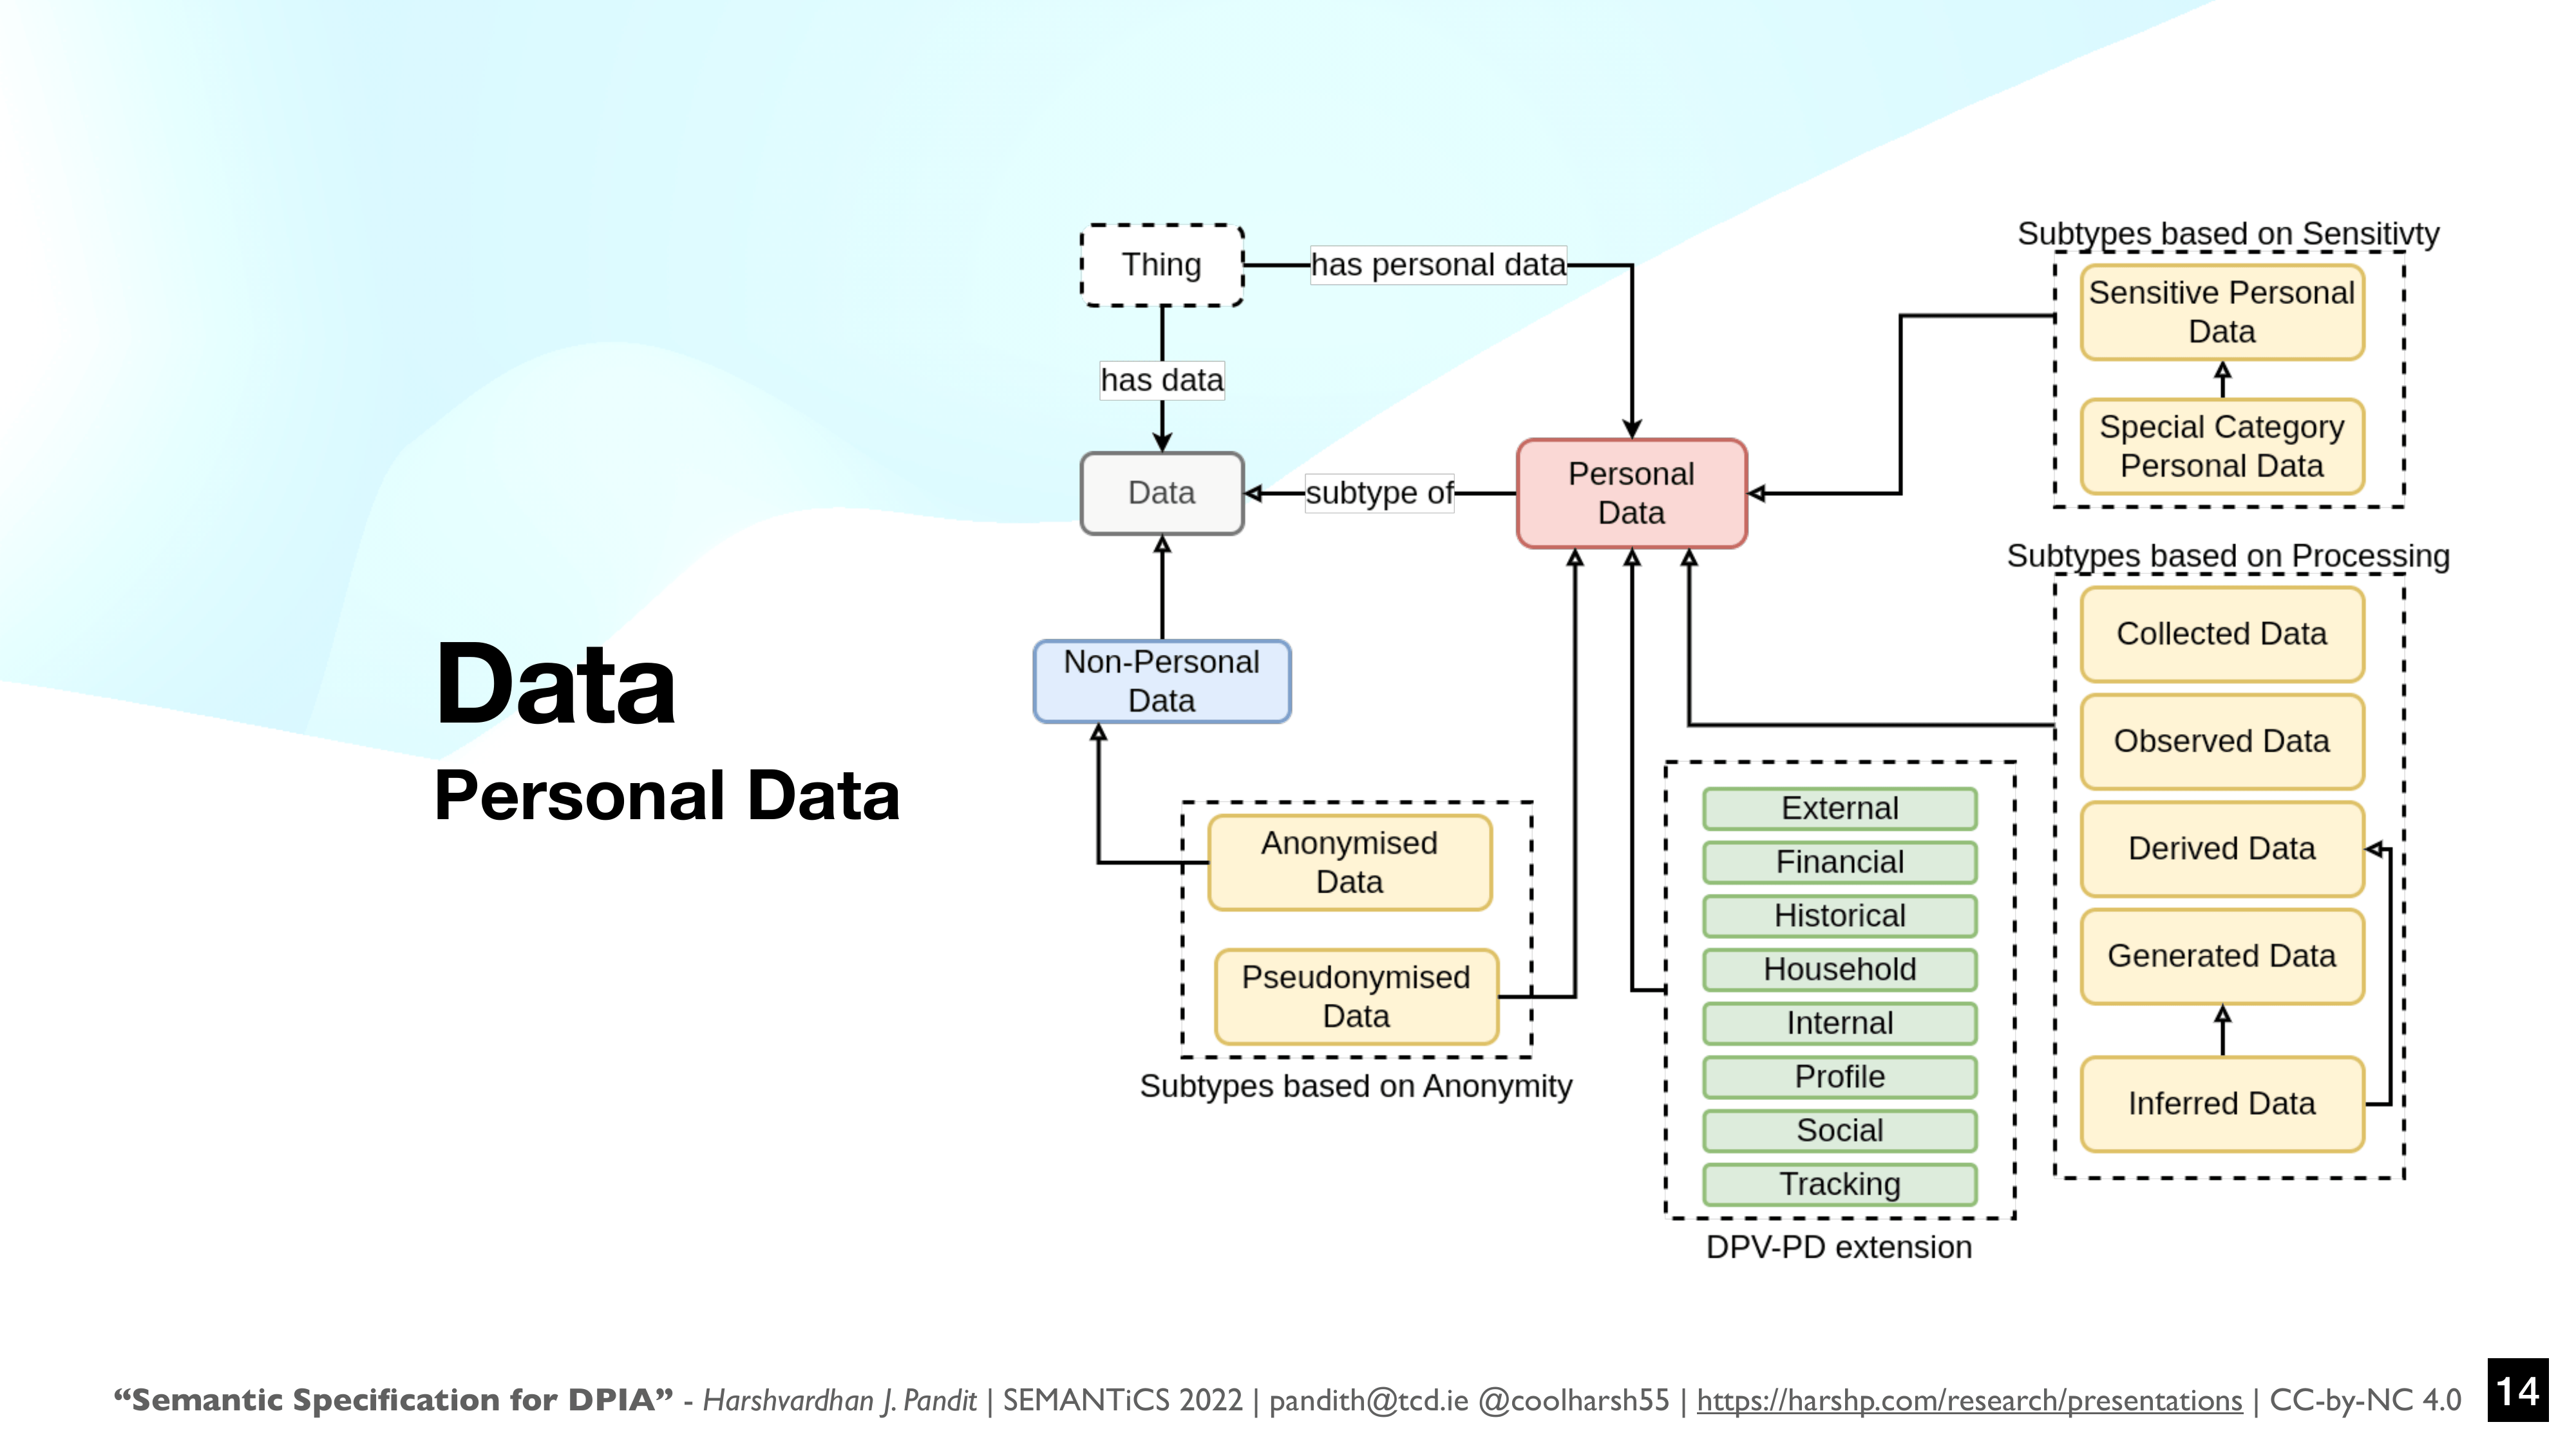 Data
Personal Data
Thing
has personal data
has data
Data
subtype of
Personal
Data
Non-Personal
Data
Anonymised
Data
Pseudonymised
Data
Subtypes based on Anonymity
External
Financial
Historical
Household
Internal
Profile
Social
Tracking
DPV-PD extension
Subtypes based on Sensitivty
Sensitive Personal
Data
Special Category
Personal Data
Subtypes based on Processing
Collected Data
Observed Data
Derived Data
Generated Data
Inferred Data
“Semantic Specification for DPIA” - Harshvardhan J. Pandit | SEMANTiCS 2022 | pandith@tcd.ie @coolharsh55 | https://harshp.com/research/presentations | CC-by-NC 4.0
14